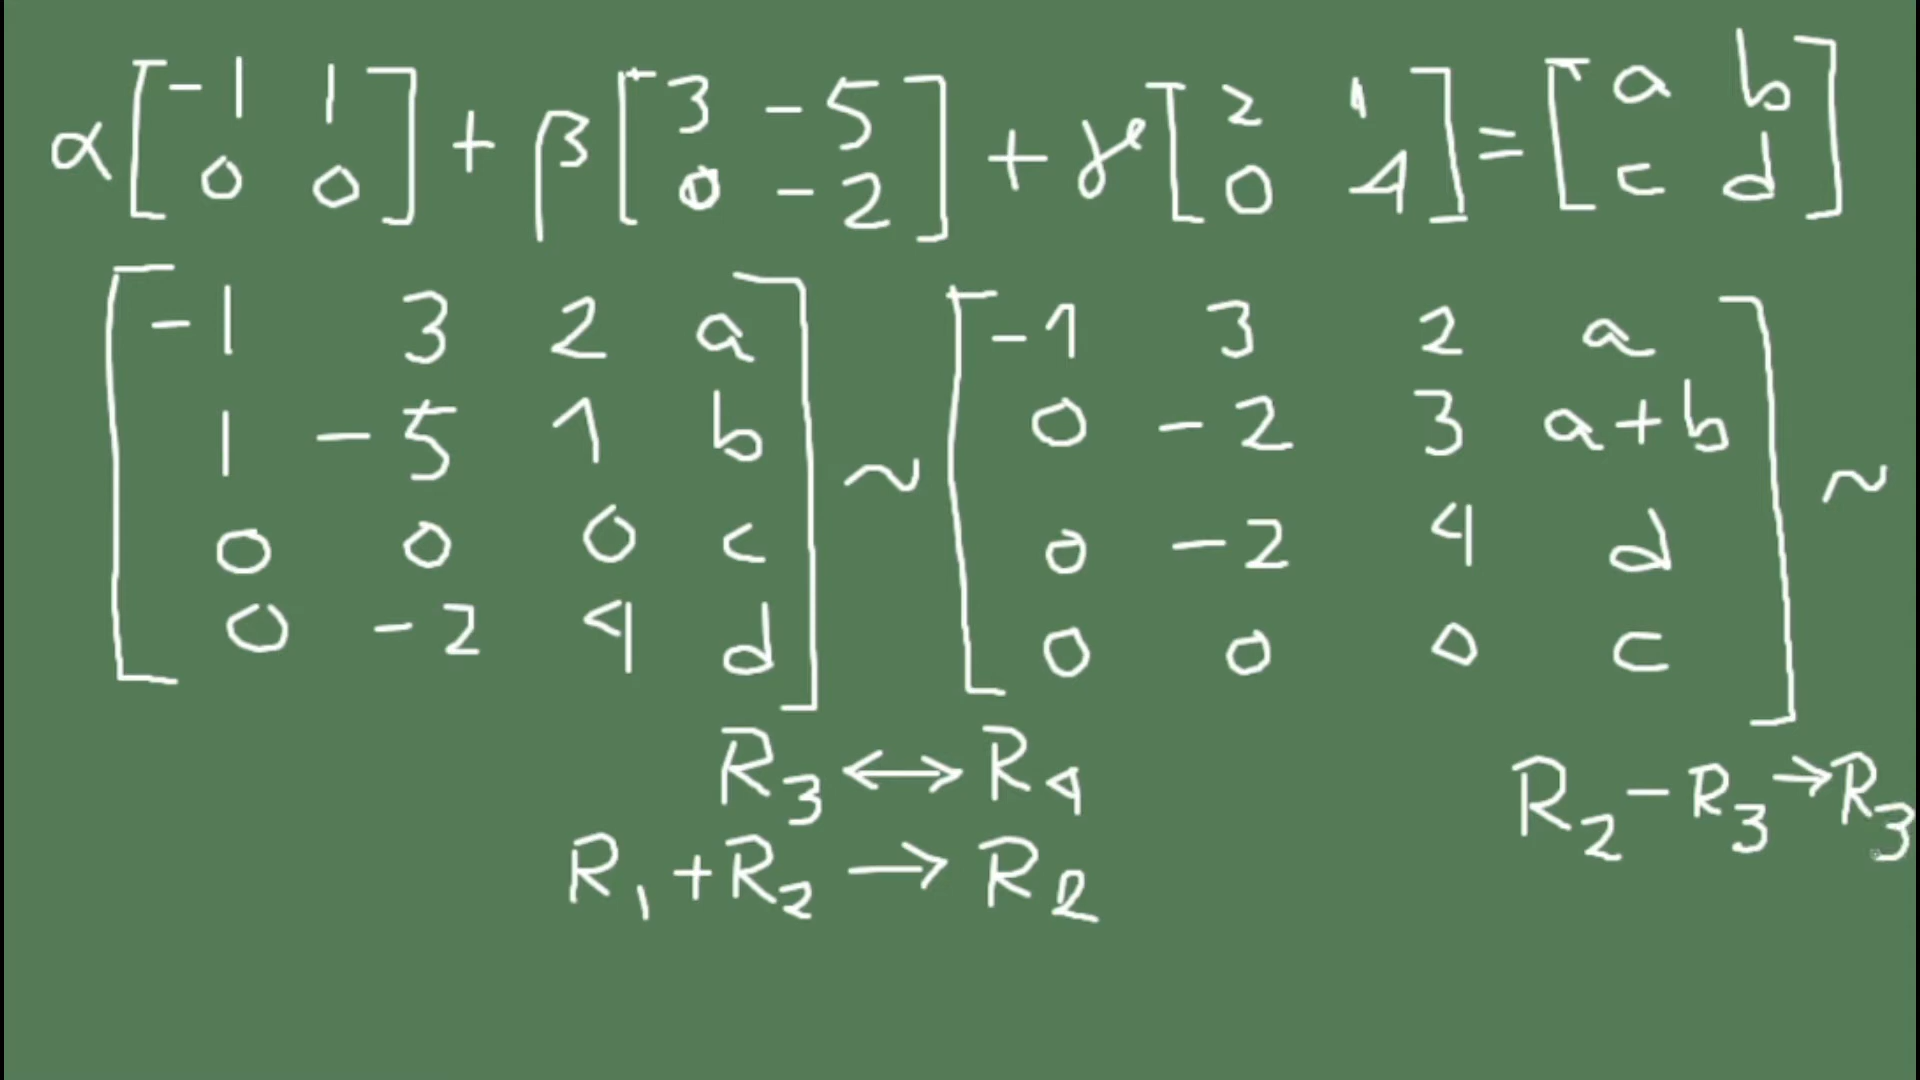 α[-1 1] + β[3 -5] + γ[2 1] = [a b]
[0 0] [0 -2] [0 4] [c d]
[-1 3 2 a] ~ [-1 3 2 a] ~
[1 -5 1 b] [0 -2 3 a+b]
[0 0 0 c] [0 -2 4 d]
[0 -2 4 d] [0 0 0 c]
R₃ ↔ R₄ R₂ - R₃ → R₃
R₁ + R₂ → R₂